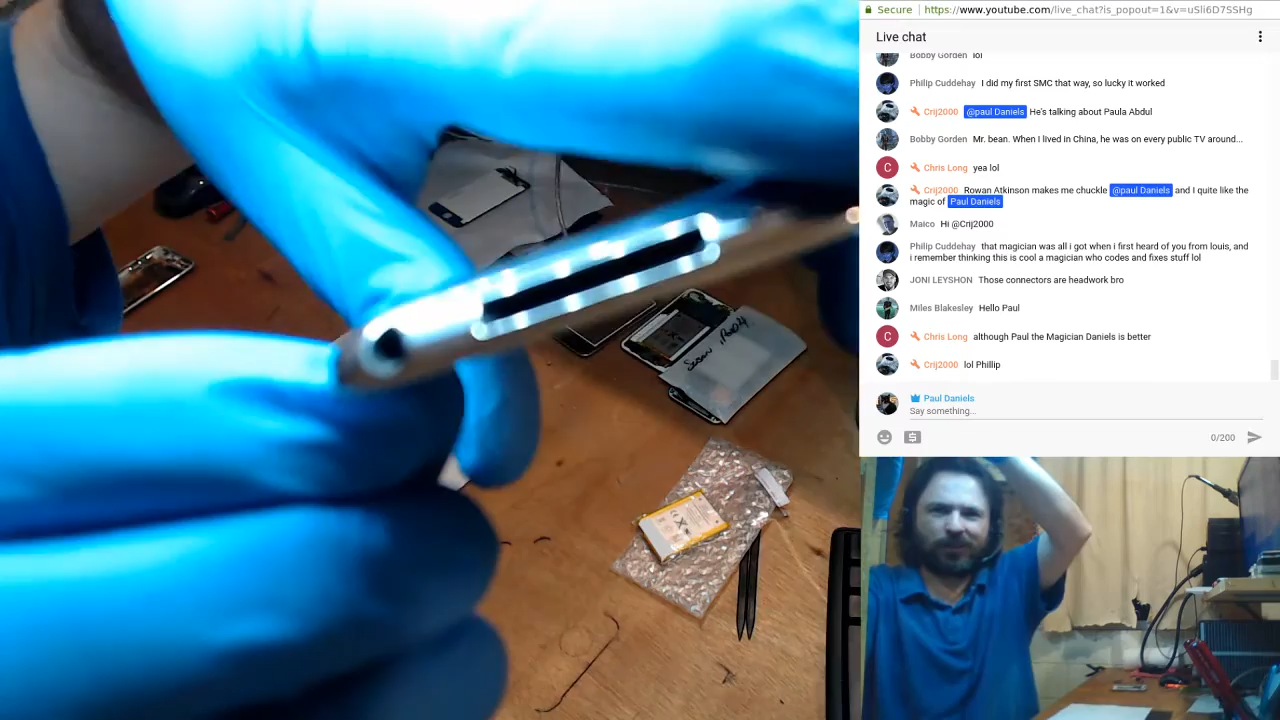 Secure https://www.youtube.com/live_chat?is_popout=1&v=uSli6D7SSHg
Live chat
Bobby Gorden lol
Philip Cuddehay I did my first SMC that way, so lucky it worked
Crij2000 @paul Daniels He's talking about Paula Abdul
Bobby Gorden Mr. bean. When I lived in China, he was on every public TV around...
C Chris Long yea lol
Crij2000 Rowan Atkinson makes me chuckle @paul Daniels and I quite like the
magic of Paul Daniels
Maico Hi @Crij2000
Philip Cuddehay that magician was all i got when i first heard of you from louis, and
i remember thinking this is cool a magician who codes and fixes stuff lol
JONI LEYSHON Those connectors are headwork bro
Miles Blakesley Hello Paul
C Chris Long although Paul the Magician Daniels is better
Crij2000 lol Phillip
Paul Daniels
Say something...
0/200